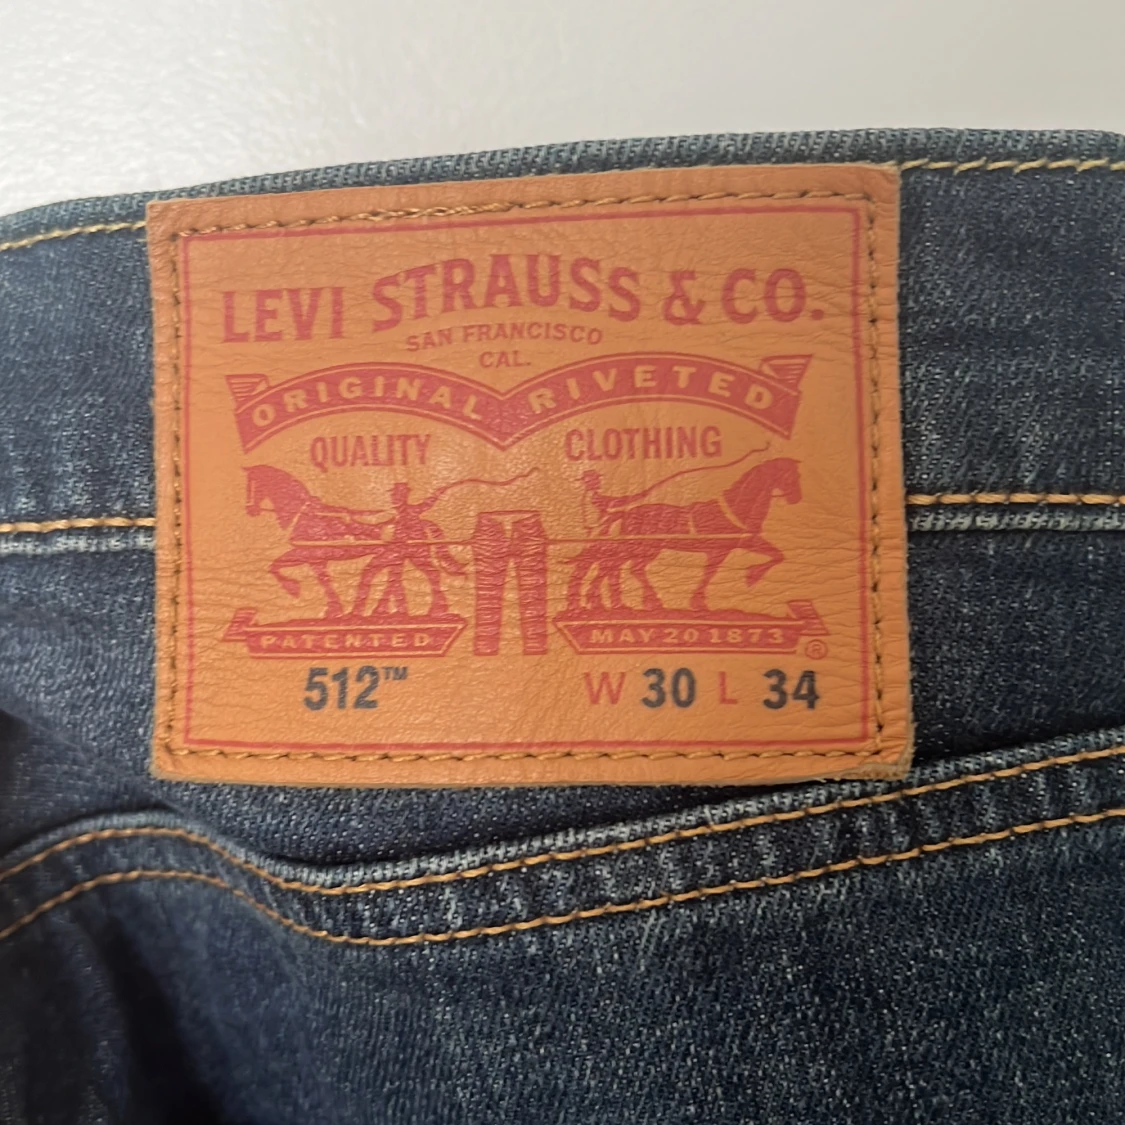 LEVI STRAUSS & CO.
SAN FRANCISCO
CAL.
ORIGINAL RIVETED
QUALITY CLOTHING
PATENTED MAY 20 1873 ®
512™ W 30 L 34